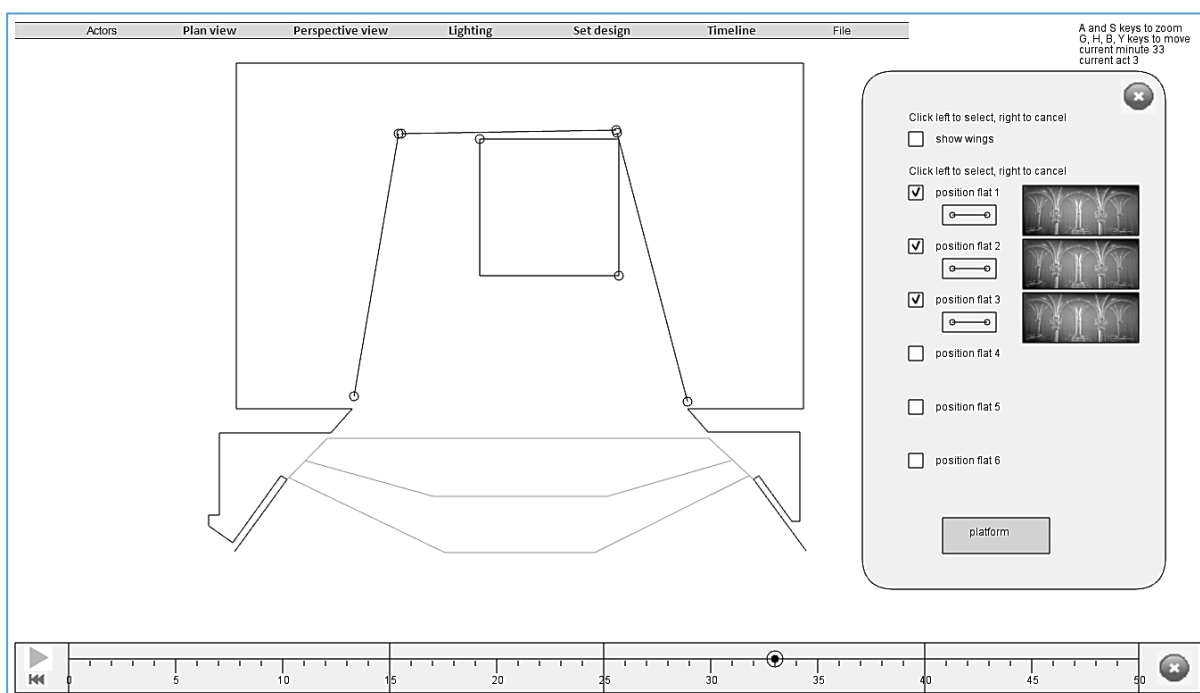 Actors Plan view Perspective view Lighting Set design Timeline File
A and S keys to zoom
G, H, B, Y keys to move
current minute 33
current act 3
Click left to select, right to cancel
show wings
Click left to select, right to cancel
position flat 1
position flat 2
position flat 3
position flat 4
position flat 5
position flat 6
platform
0 5 10 15 20 25 30 35 40 45 50